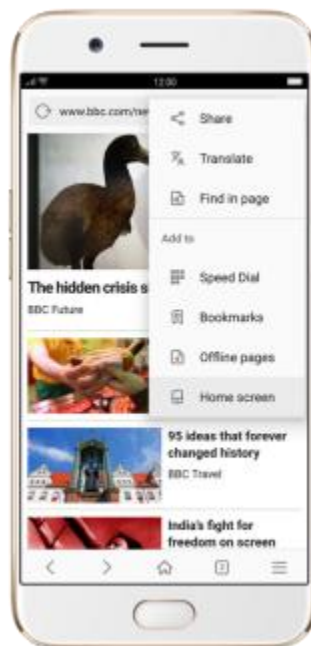 12:00
www.bbc.com/ne
Share
Translate
Find in page
Add to
Speed Dial
Bookmarks
Offline pages
Home screen
The hidden crisis s
BBC Future
95 ideas that forever
changed history
BBC Travel
India's fight for
freedom on screen